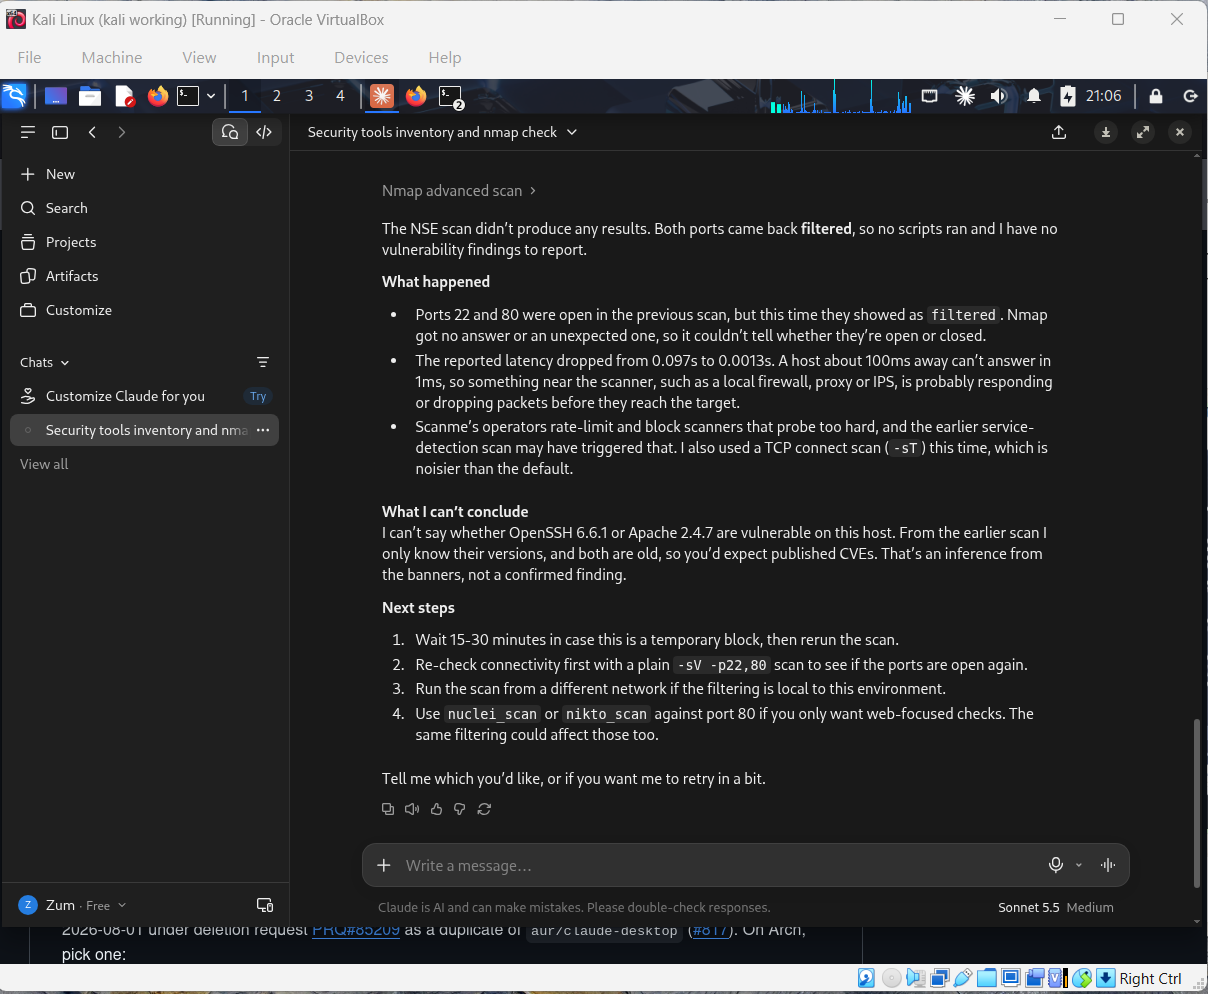 Kali Linux (kali working) [Running] - Oracle VirtualBox
File Machine View Input Devices Help
1 2 3 4
2
21:06
Security tools inventory and nmap check
New
Search
Projects
Artifacts
Customize
Chats
Customize Claude for you Try
Security tools inventory and nma
View all
Nmap advanced scan
The NSE scan didn't produce any results. Both ports came back filtered, so no scripts ran and I have no
vulnerability findings to report.
What happened
• Ports 22 and 80 were open in the previous scan, but this time they showed as filtered. Nmap
got no answer or an unexpected one, so it couldn't tell whether they're open or closed.
• The reported latency dropped from 0.097s to 0.0013s. A host about 100ms away can't answer in
1ms, so something near the scanner, such as a local firewall, proxy or IPS, is probably responding
or dropping packets before they reach the target.
• Scanme's operators rate-limit and block scanners that probe too hard, and the earlier service-
detection scan may have triggered that. I also used a TCP connect scan (-sT) this time, which is
noisier than the default.
What I can't conclude
I can't say whether OpenSSH 6.6.1 or Apache 2.4.7 are vulnerable on this host. From the earlier scan I
only know their versions, and both are old, so you'd expect published CVEs. That's an inference from
the banners, not a confirmed finding.
Next steps
1. Wait 15-30 minutes in case this is a temporary block, then rerun the scan.
2. Re-check connectivity first with a plain -sV -p22,80 scan to see if the ports are open again.
3. Run the scan from a different network if the filtering is local to this environment.
4. Use nuclei_scan or nikto_scan against port 80 if you only want web-focused checks. The
same filtering could affect those too.
Tell me which you'd like, or if you want me to retry in a bit.
Write a message...
Z Zum · Free
Claude is AI and can make mistakes. Please double-check responses.
Sonnet 5.5 Medium
2026-08-01 under deletion request PRQ#85209 as a duplicate of aur/claude-desktop (#817). On Arch,
pick one:
Right Ctrl